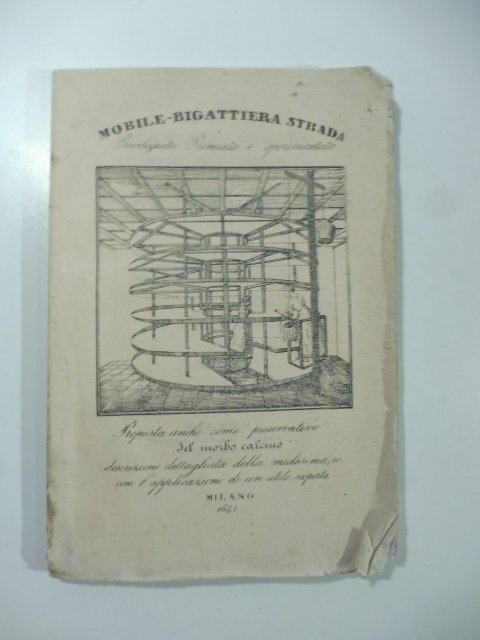 MOBILE-BIGATTIERA STRADA
Privilegiata Premiata e sperimentata
Proposta anche come preservativo
del morbo calcino
descrizione dettagliata della medesima,
con l'applicazione di un utile scoperta
MILANO
1841